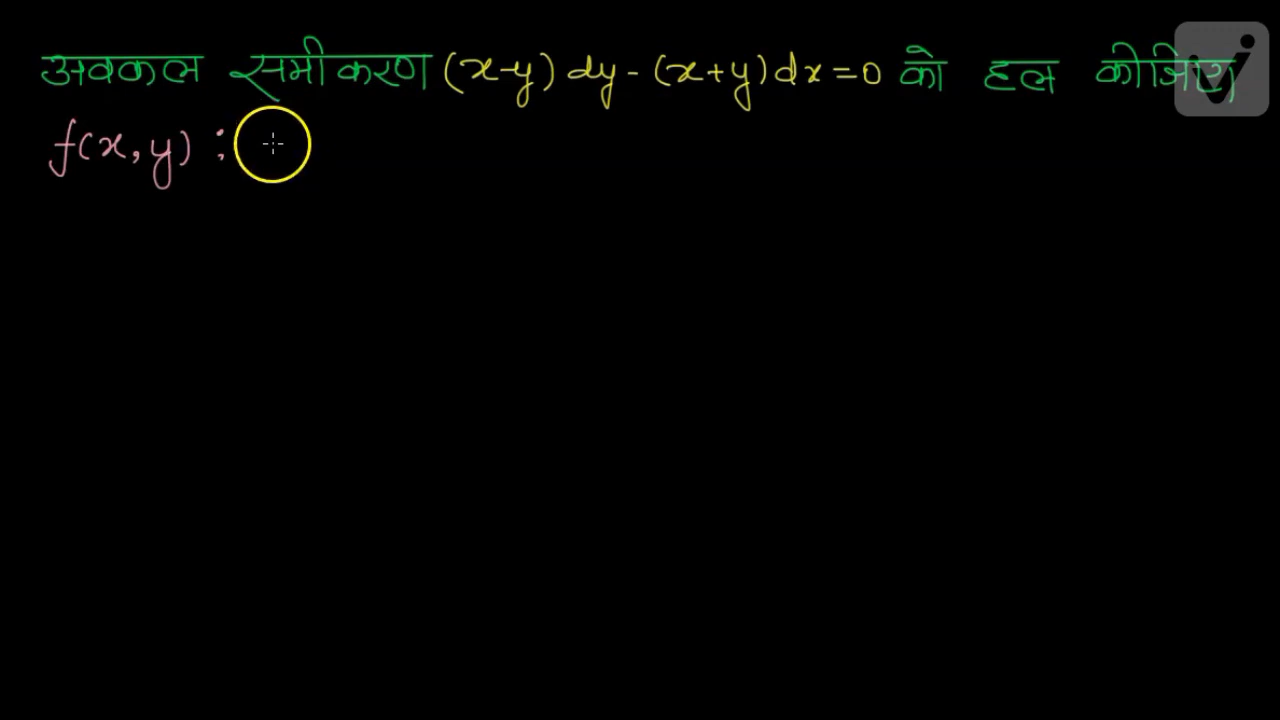 अवकल समीकरण (x-y) dy - (x+y) dx = 0 को हल कीजिए
f(x, y) :